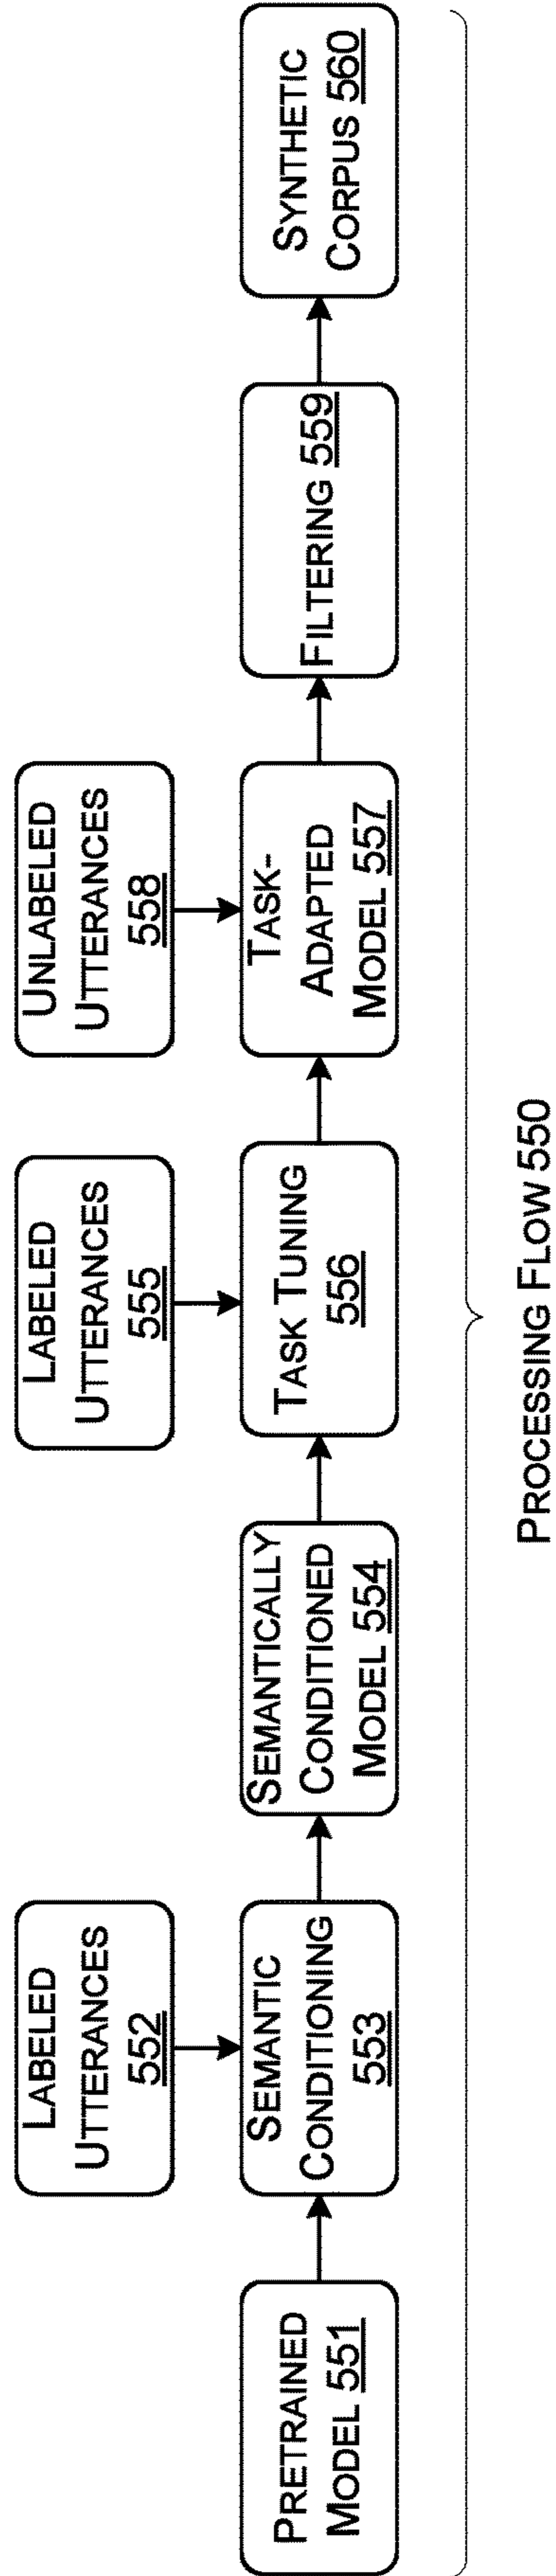 LABELED
UTTERANCES
552
LABELED
UTTERANCES
555
UNLABELED
UTTERANCES
558
PRETRAINED
MODEL 551
SEMANTIC
CONDITIONING
553
SEMANTICALLY
CONDITIONED
MODEL 554
TASK TUNING
556
TASK-
ADAPTED
MODEL 557
FILTERING 559
SYNTHETIC
CORPUS 560
PROCESSING FLOW 550